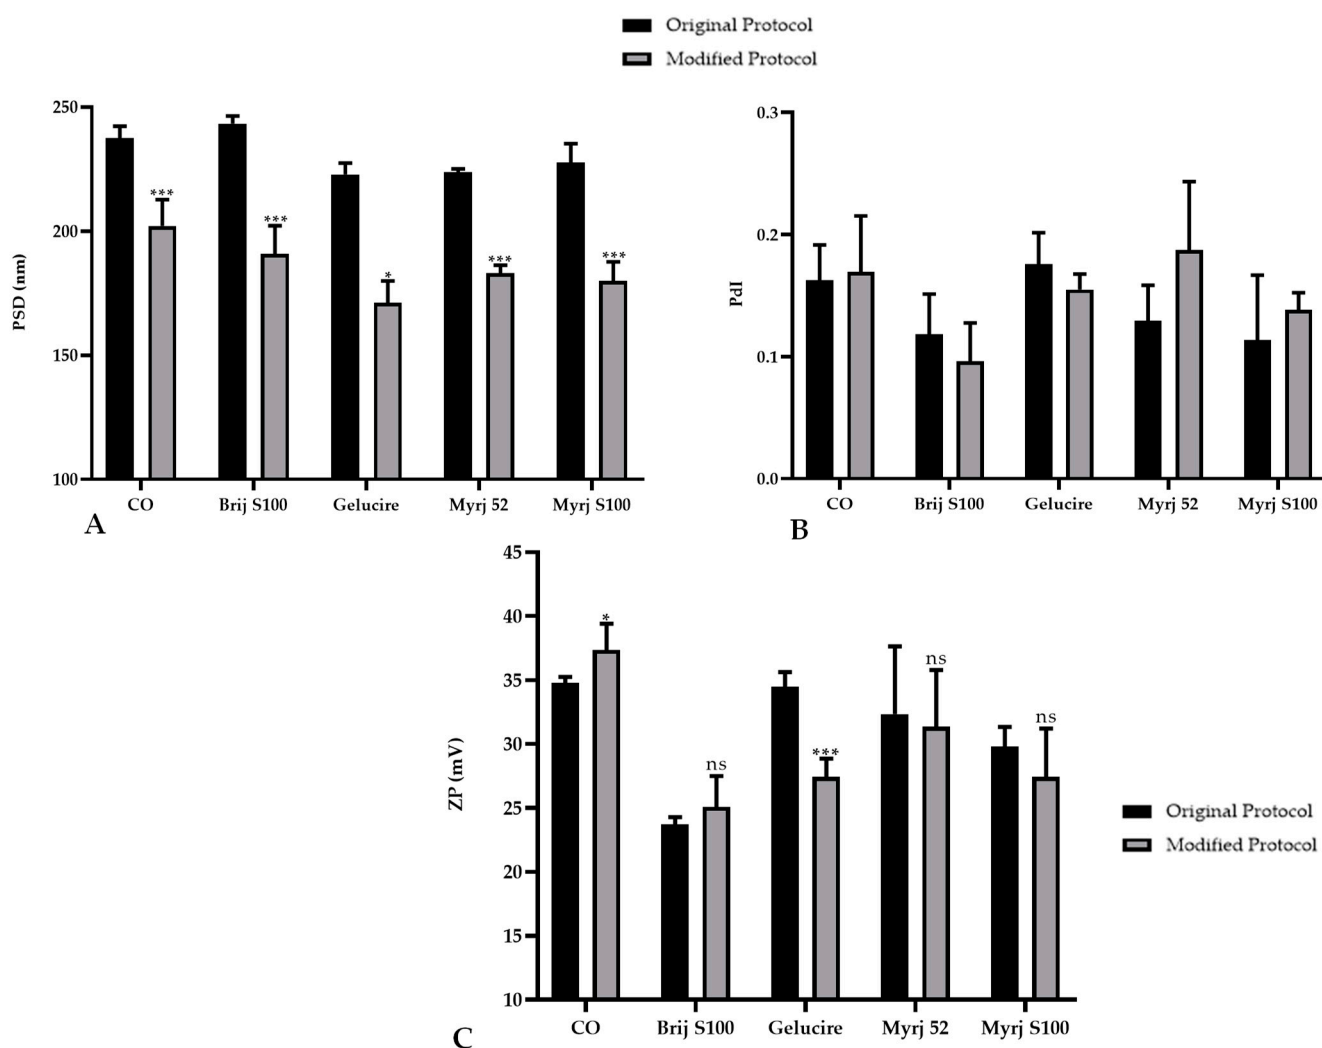 Original Protocol
Modified Protocol
PSD (nm)
250
200
150
100
***
***
*
***
***
CO Brij S100 Gelucire Myrj 52 Myrj S100
A
PdI
0.3
0.2
0.1
0.0
CO Brij S100 Gelucire Myrj 52 Myrj S100
B
ZP (mV)
45
40
35
30
25
20
15
10
*
ns
***
ns
ns
CO Brij S100 Gelucire Myrj 52 Myrj S100
C
Original Protocol
Modified Protocol